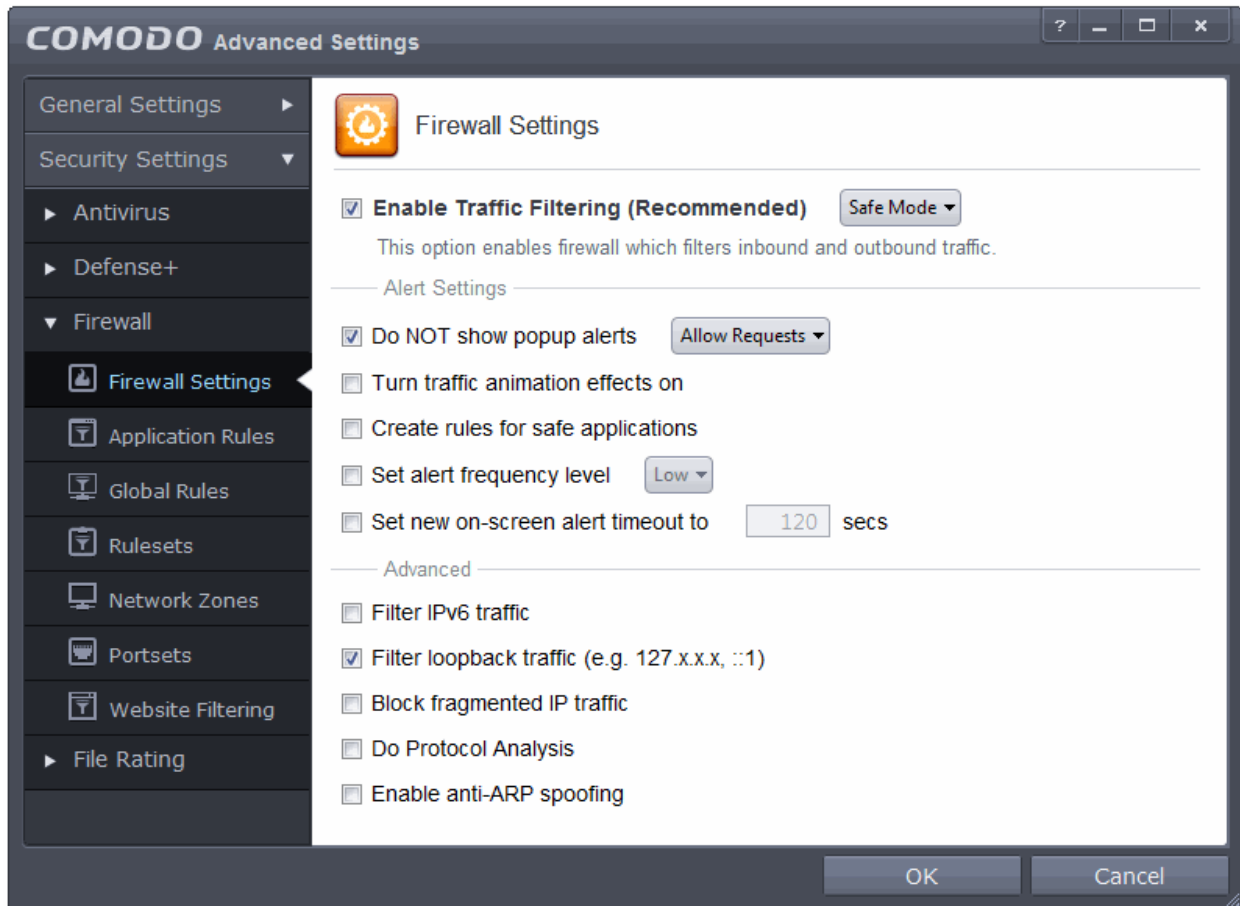 COMODO Advanced Settings
?
General Settings
Security Settings
Antivirus
Defense+
Firewall
Firewall Settings
Application Rules
Global Rules
Rulesets
Network Zones
Portsets
Website Filtering
File Rating
Firewall Settings
Enable Traffic Filtering (Recommended) Safe Mode
This option enables firewall which filters inbound and outbound traffic.
Alert Settings
Do NOT show popup alerts Allow Requests
Turn traffic animation effects on
Create rules for safe applications
Set alert frequency level Low
Set new on-screen alert timeout to 120 secs
Advanced
Filter IPv6 traffic
Filter loopback traffic (e.g. 127.x.x.x, ::1)
Block fragmented IP traffic
Do Protocol Analysis
Enable anti-ARP spoofing
OK Cancel